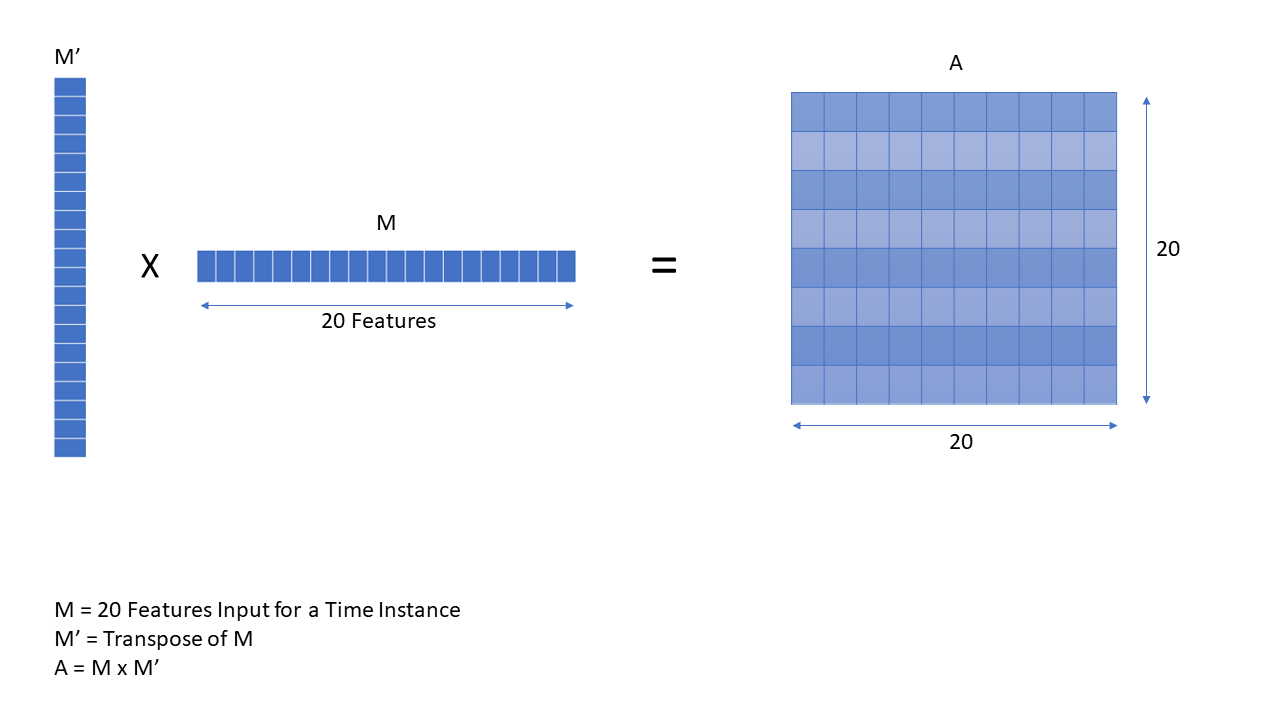 M’
A
M
X
=
20 Features
20
20
M = 20 Features Input for a Time Instance
M’ = Transpose of M
A = M x M’